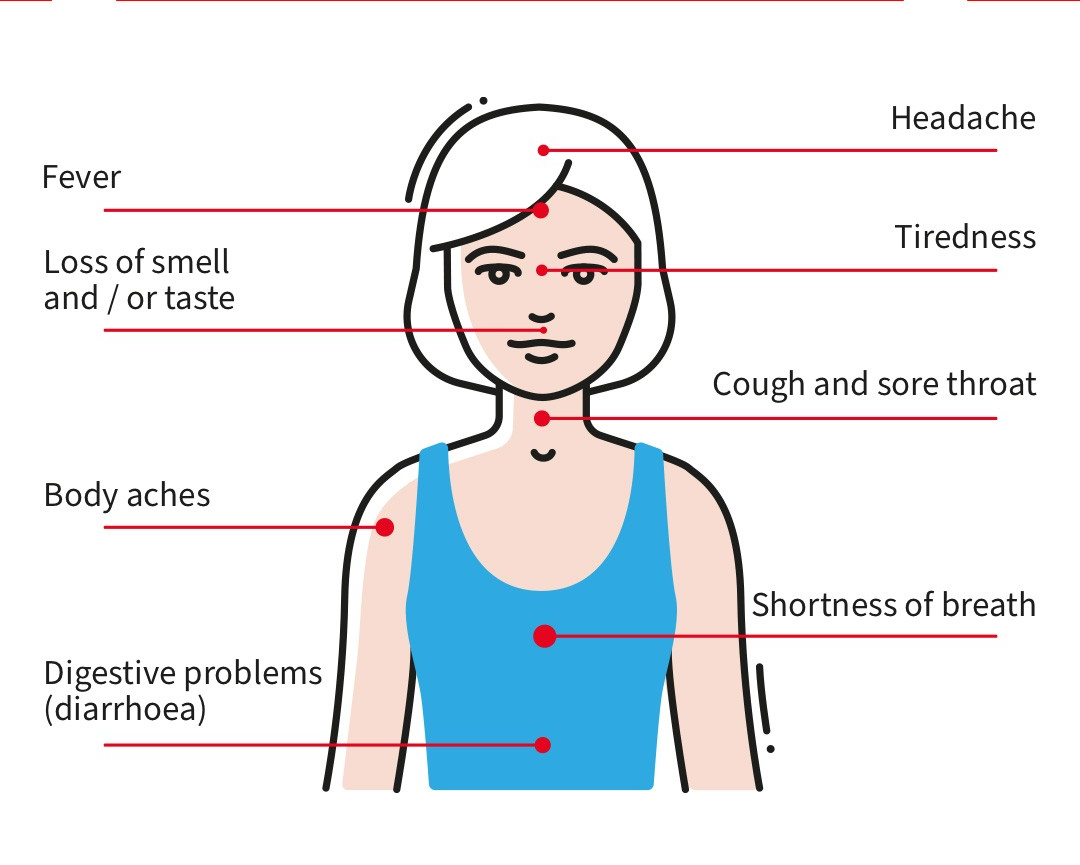 Headache
Fever
Tiredness
Loss of smell
and / or taste
Cough and sore throat
Body aches
Shortness of breath
Digestive problems
(diarrhoea)